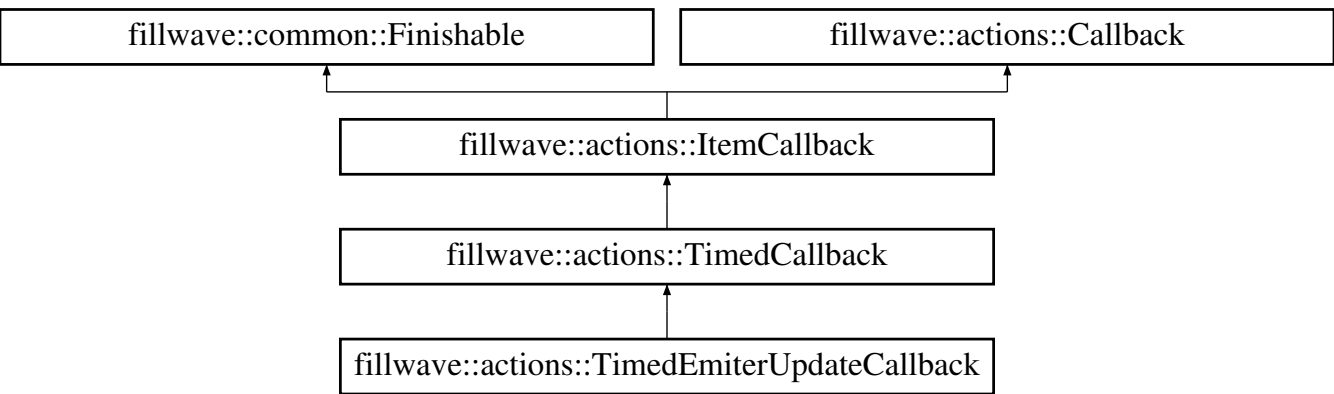 fillwave::common::Finishable
fillwave::actions::Callback
fillwave::actions::ItemCallback
fillwave::actions::TimedCallback
fillwave::actions::TimedEmiterUpdateCallback